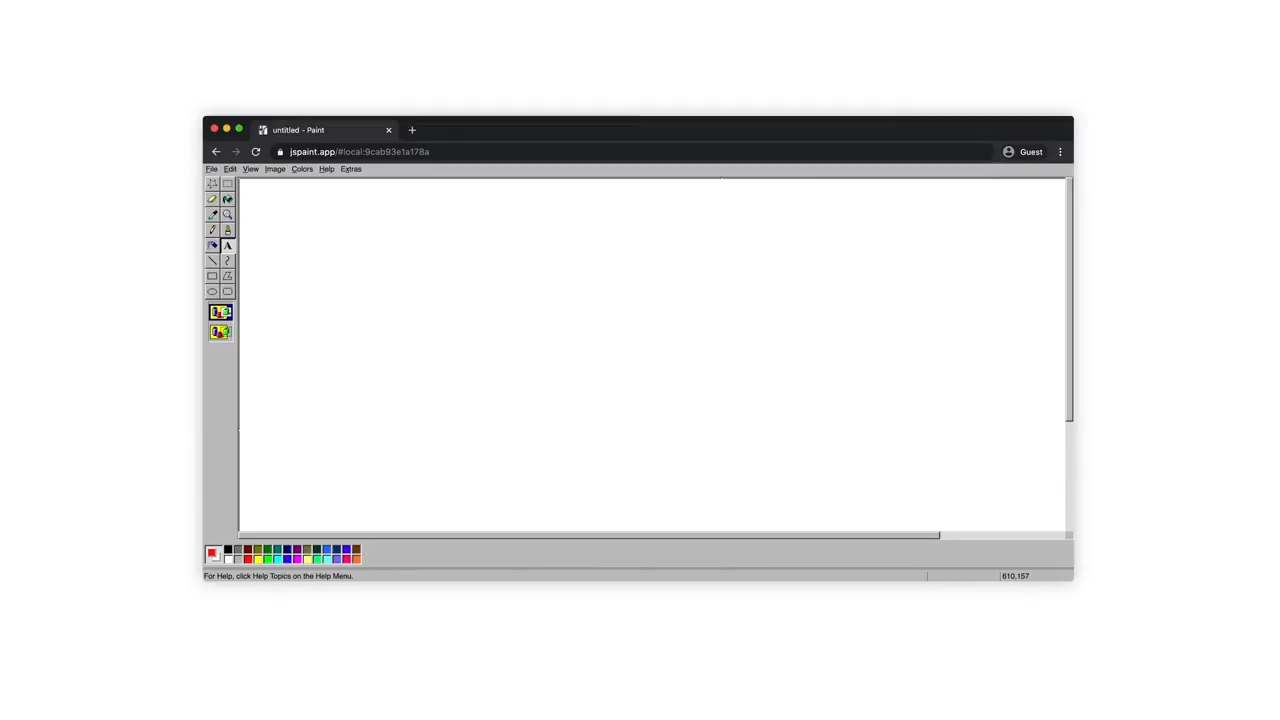 untitled - Paint
jspaint.app/#local:9cab93e1a178a
Guest
File Edit View Image Colors Help Extras
A
For Help, click Help Topics on the Help Menu.
610,157